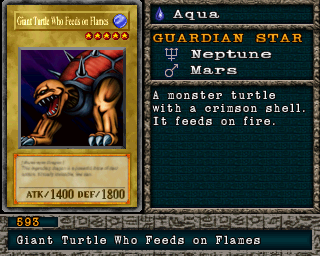 Giant Turtle Who Feeds on Flames
ATK/1400 DEF/1800
Aqua
GUARDIAN STAR
Neptune
Mars
A monster turtle
with a crimson shell.
It feeds on fire.
593
Giant Turtle Who Feeds on Flames